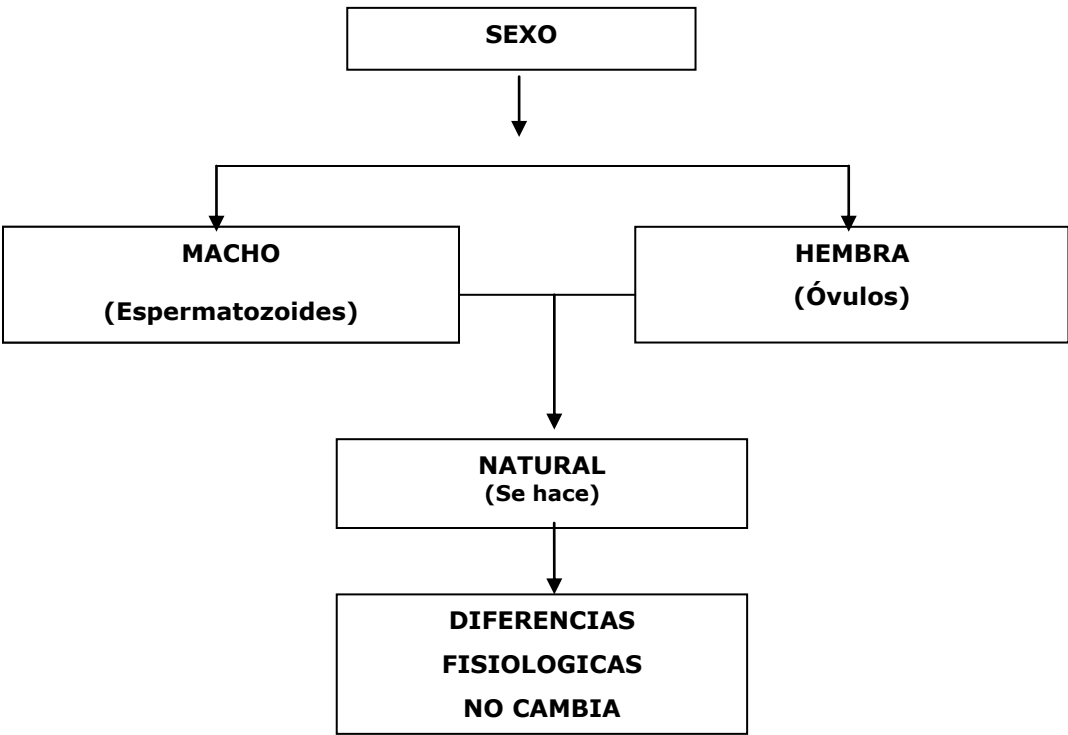 SEXO
MACHO
(Espermatozoides)
HEMBRA
(Óvulos)
NATURAL
(Se hace)
DIFERENCIAS
FISIOLOGICAS
NO CAMBIA